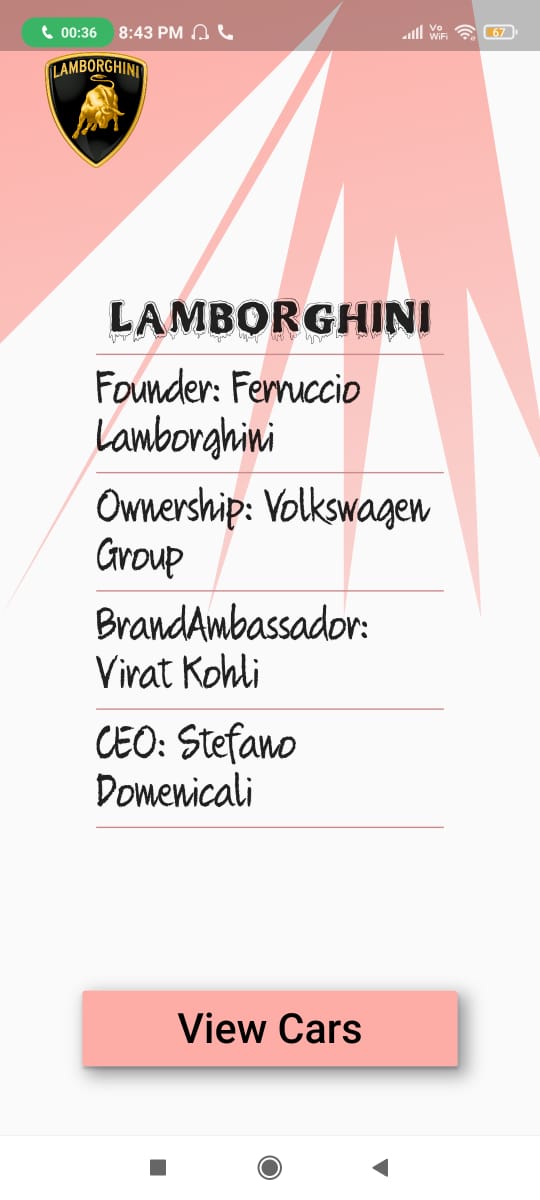 00:36 8:43 PM Vo WiFi 67
LAMBORGHINI
LAMBORGHINI
Founder: Ferruccio
Lamborghini
Ownership: Volkswagen
Group
BrandAmbassador:
Virat Kohli
CEO: Stefano
Domenicali
View Cars